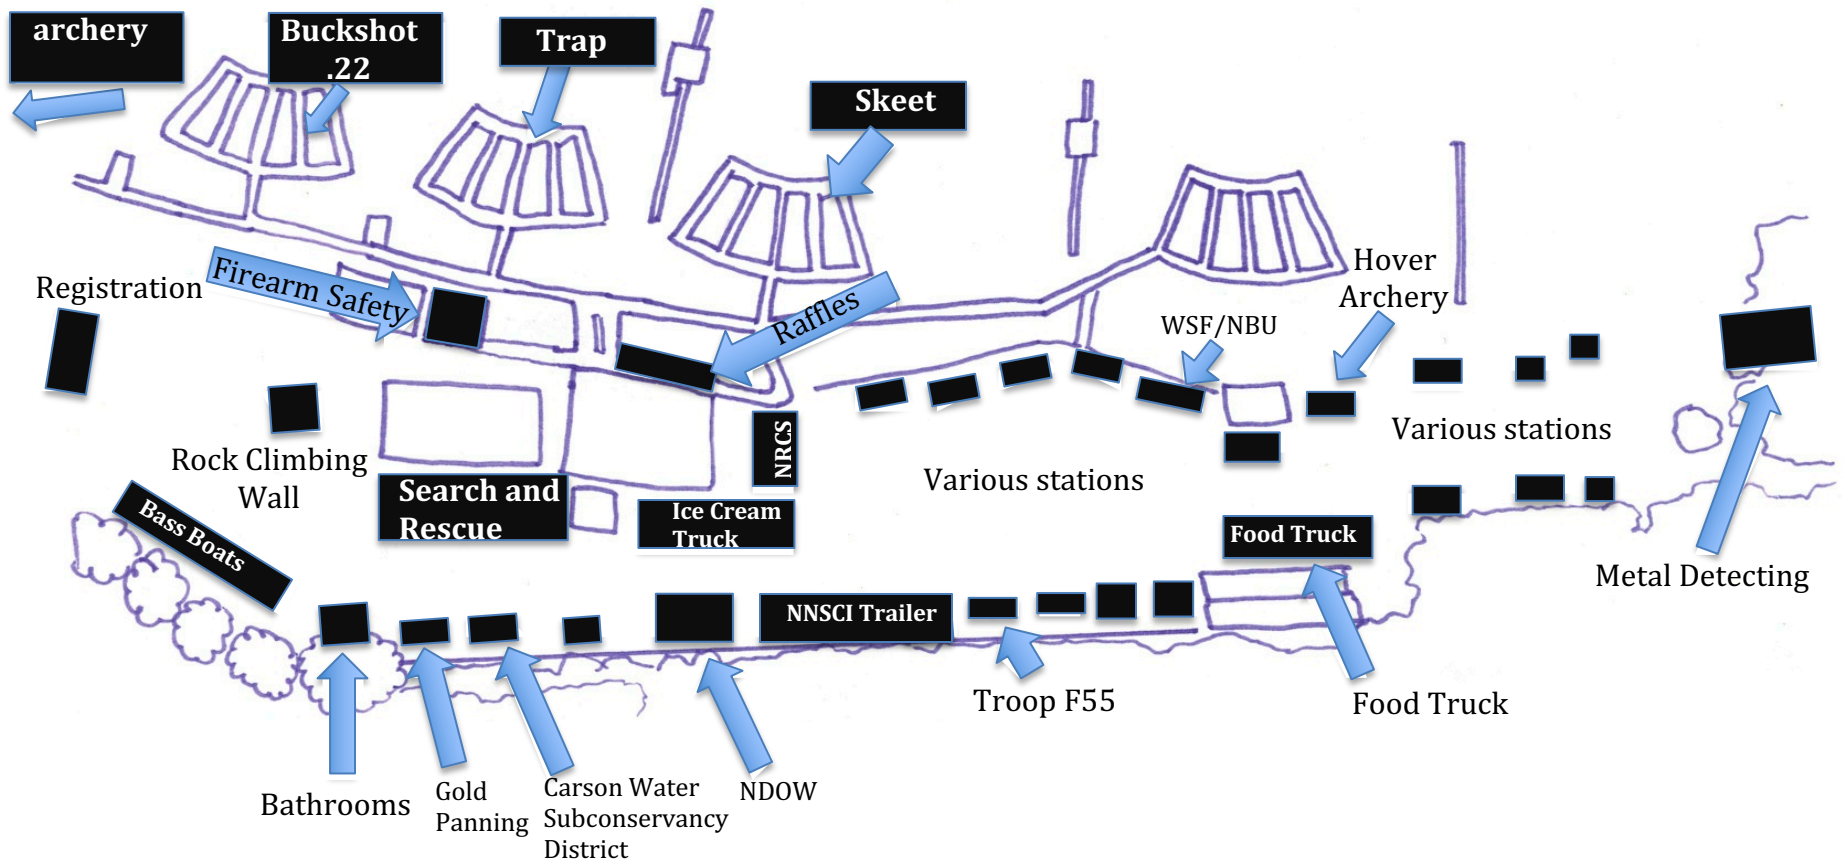 archery
Buckshot
.22
Trap
Skeet
Hover
Archery
Firearm Safety
Registration
Raffles
WSF/NBU
Various stations
NRCS
Rock Climbing
Wall
Various stations
Search and
Rescue
Ice Cream
Truck
Bass Boats
Food Truck
Metal Detecting
NNSCI Trailer
Troop F55
Food Truck
Bathrooms
Gold
Panning
Carson Water
Subconservancy
District
NDOW